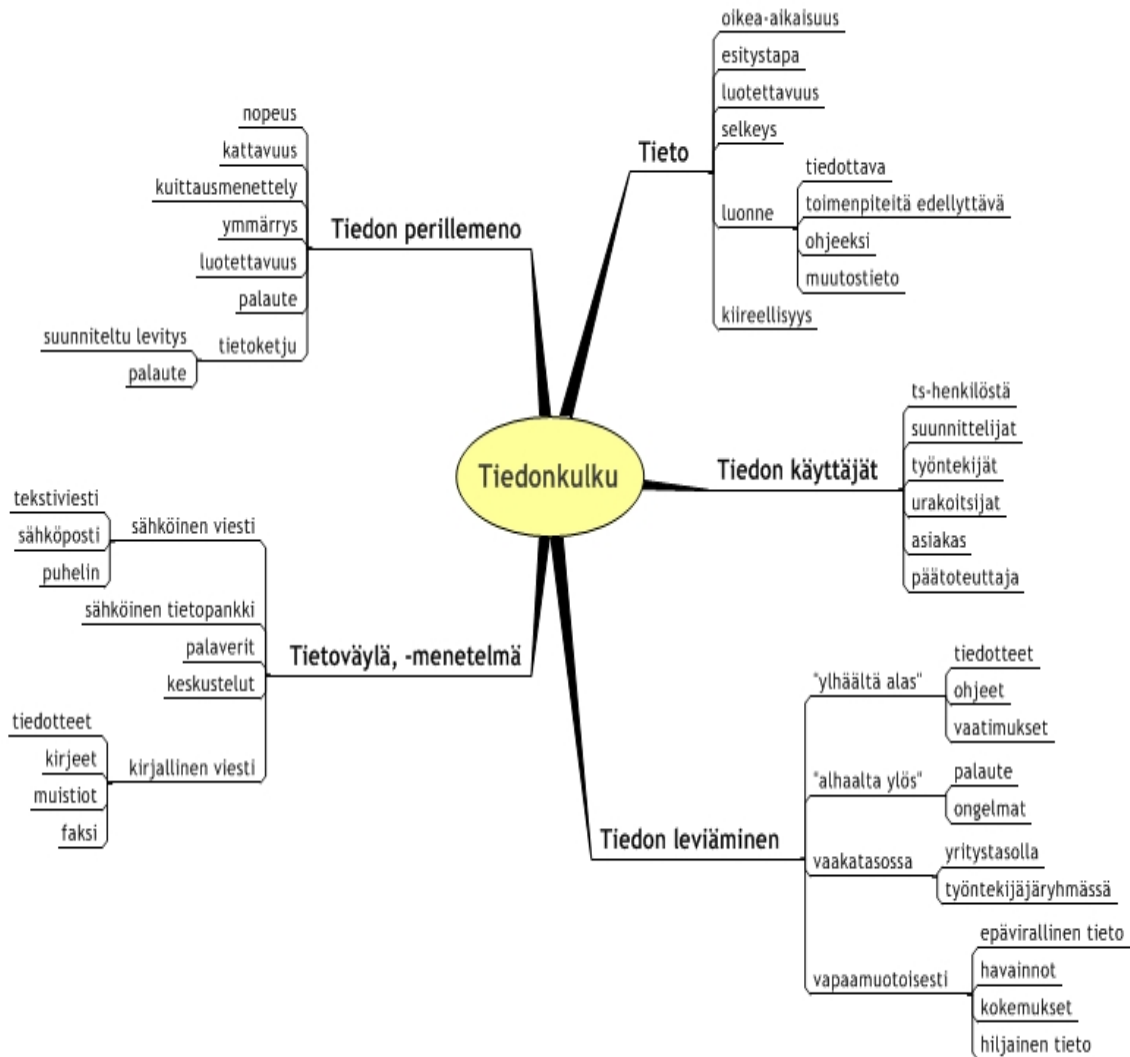 Tiedonkulku
Tieto
oikea-aikaisuus
esitystapa
luotettavuus
selkeys
luonne
tiedottava
toimenpiteitä edellyttävä
ohjeeksi
muutostieto
kiireellisyys
Tiedon käyttäjät
ts-henkilöstä
suunnittelijat
työntekijät
urakoitsijat
asiakas
päätoteuttaja
Tiedon leviäminen
"ylhäältä alas"
tiedotteet
ohjeet
vaatimukset
"alhaalta ylös"
palaute
ongelmat
vaakatasossa
yritystasolla
työntekijäjäryhmässä
vapaamuotoisesti
epävirallinen tieto
havainnot
kokemukset
hiljainen tieto
Tiedon perillemeno
nopeus
kattavuus
kuittausmenettely
ymmärrys
luotettavuus
palaute
tietoketju
suunniteltu levitys
palaute
Tietoväylä, -menetelmä
sähköinen viesti
tekstiviesti
sähköposti
puhelin
sähköinen tietopankki
palaverit
keskustelut
kirjallinen viesti
tiedotteet
kirjeet
muistiot
faksi